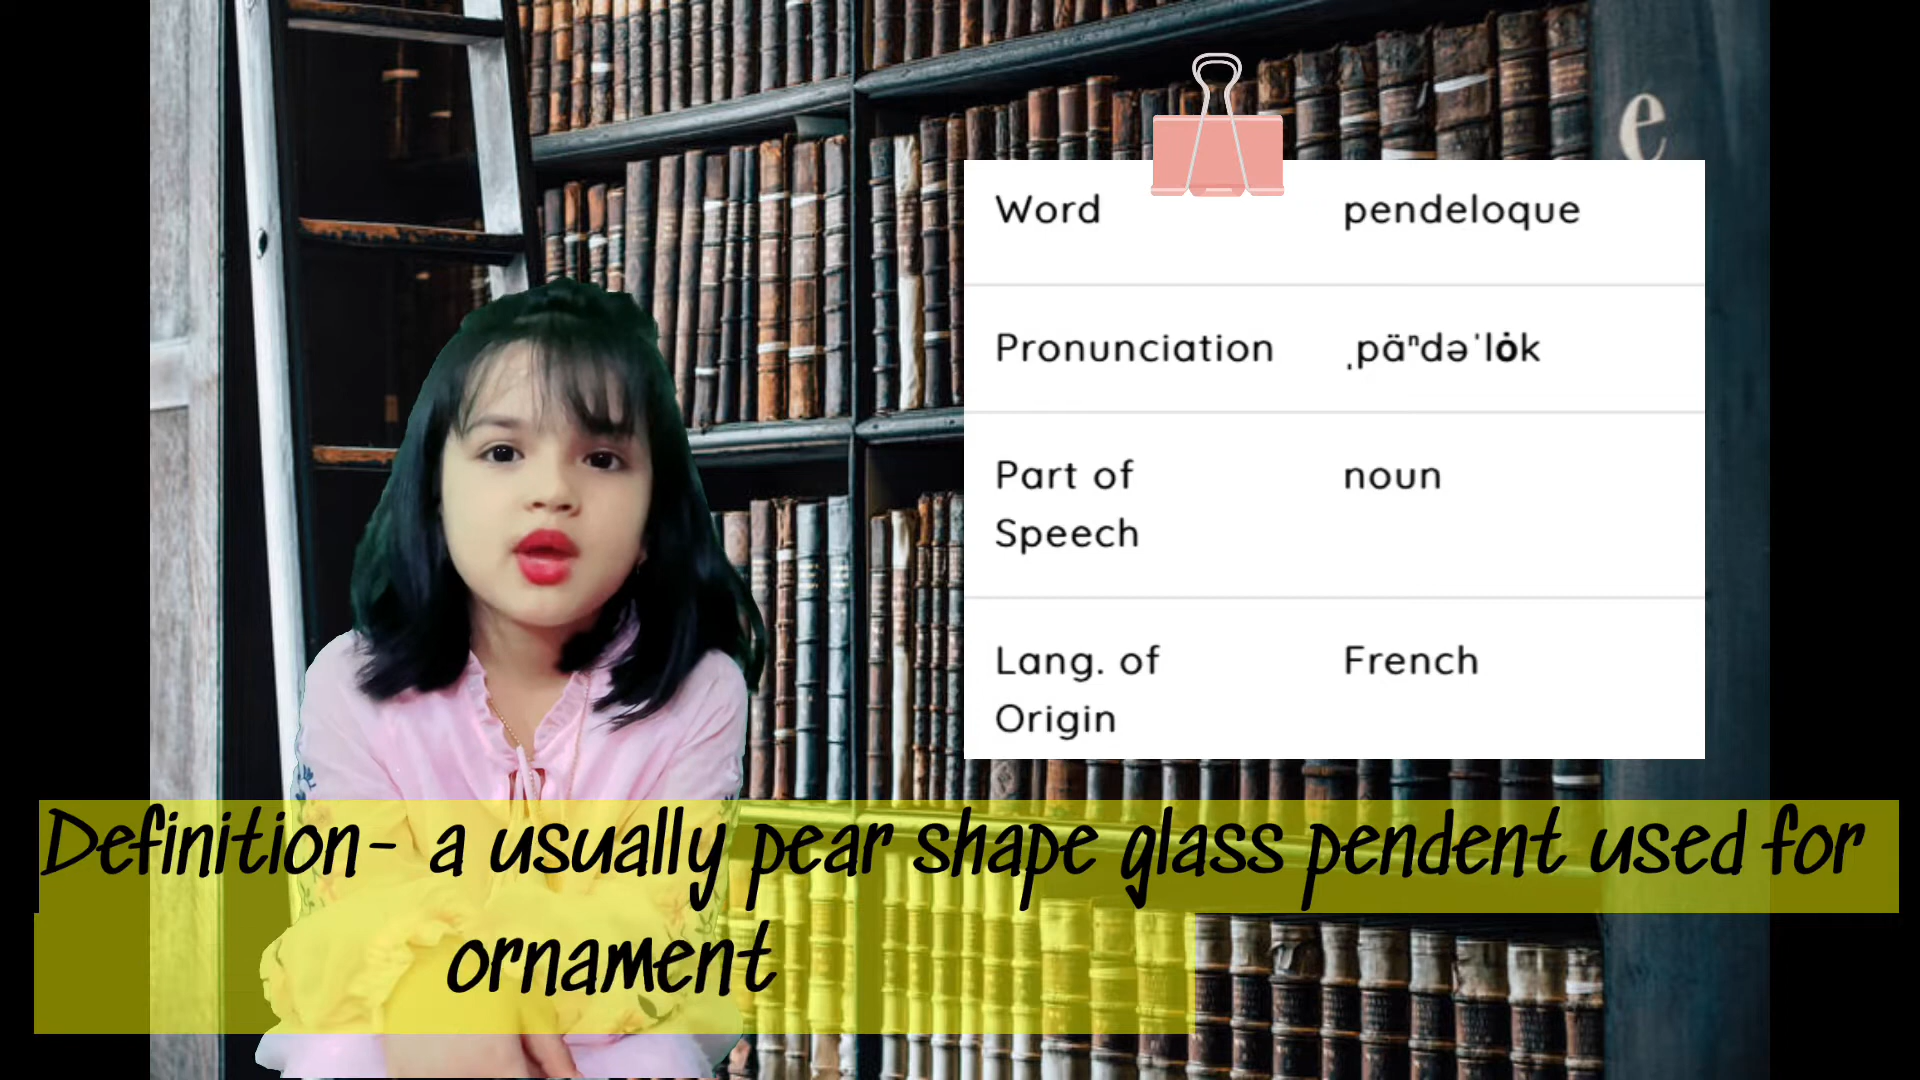 e
Word pendeloque
Pronunciation ˌpäⁿdəˈlȯk
Part of noun
Speech
Lang. of French
Origin
Definition- a usually pear shape glass pendent used for
ornament